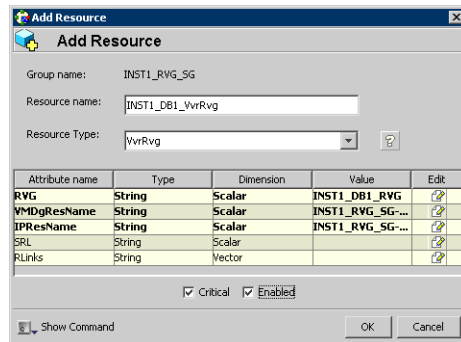 Add Resource
Add Resource
Group name: INST1_RVG_SG
Resource name: INST1_DB1_VvrRvg
Resource Type: VvrRvg
Attribute name Type Dimension Value Edit
RVG String Scalar INST1_DB1_RVG
VMDgResName String Scalar INST1_RVG_SG-...
IPResName String Scalar INST1_RVG_SG-...
SRL String Scalar
RLinks String Vector
Critical Enabled
Show Command OK Cancel